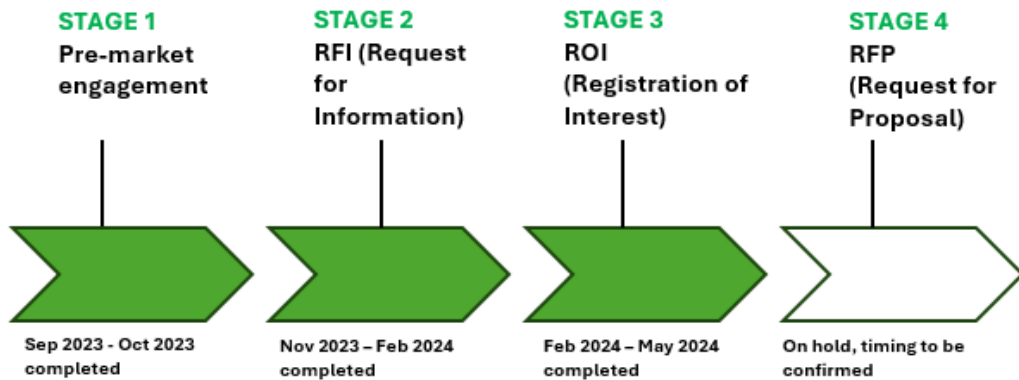 STAGE 1
Pre-market
engagement
STAGE 2
RFI (Request
for
Information)
STAGE 3
ROI
(Registration of
Interest)
STAGE 4
RFP
(Request for
Proposal)
Sep 2023 - Oct 2023
completed
Nov 2023 – Feb 2024
completed
Feb 2024 – May 2024
completed
On hold, timing to be
confirmed